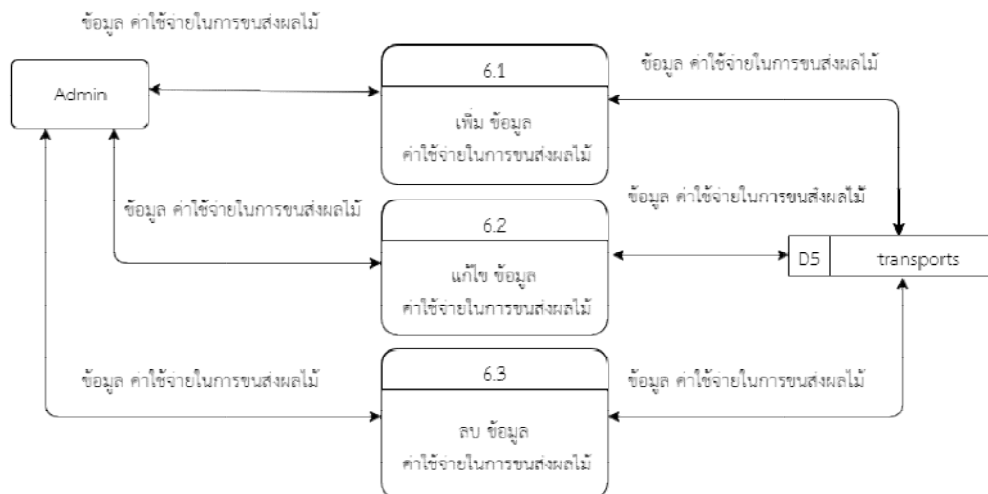 ข้อมูล ค่าใช้จ่ายในการขนส่งผลไม้
6.1
ข้อมูล ค่าใช้จ่ายในการขนส่งผลไม้
Admin
เพิ่ม ข้อมูล
ค่าใช้จ่ายในการขนส่งผลไม้
ข้อมูล ค่าใช้จ่ายในการขนส่งผลไม้
ข้อมูล ค่าใช้จ่ายในการขนส่งผลไม้
6.2
D5
transports
แก้ไข ข้อมูล
ค่าใช้จ่ายในการขนส่งผลไม้
ข้อมูล ค่าใช้จ่ายในการขนส่งผลไม้
6.3
ข้อมูล ค่าใช้จ่ายในการขนส่งผลไม้
ลบ ข้อมูล
ค่าใช้จ่ายในการขนส่งผลไม้